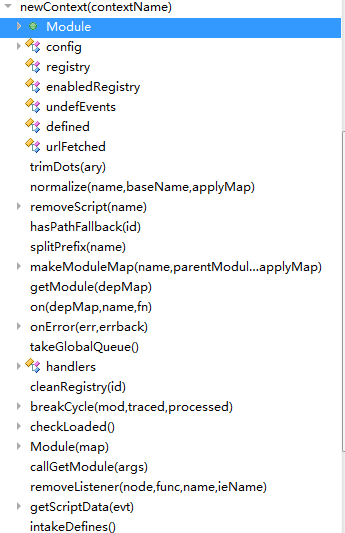 newContext(contextName)
Module
config
registry
enabledRegistry
undefEvents
defined
urlFetched
trimDots(ary)
normalize(name,baseName,applyMap)
removeScript(name)
hasPathFallback(id)
splitPrefix(name)
makeModuleMap(name,parentModul...applyMap)
getModule(depMap)
on(depMap,name,fn)
onError(err,errback)
takeGlobalQueue()
handlers
cleanRegistry(id)
breakCycle(mod,traced,processed)
checkLoaded()
Module(map)
callGetModule(args)
removeListener(node,func,name,ieName)
getScriptData(evt)
intakeDefines()